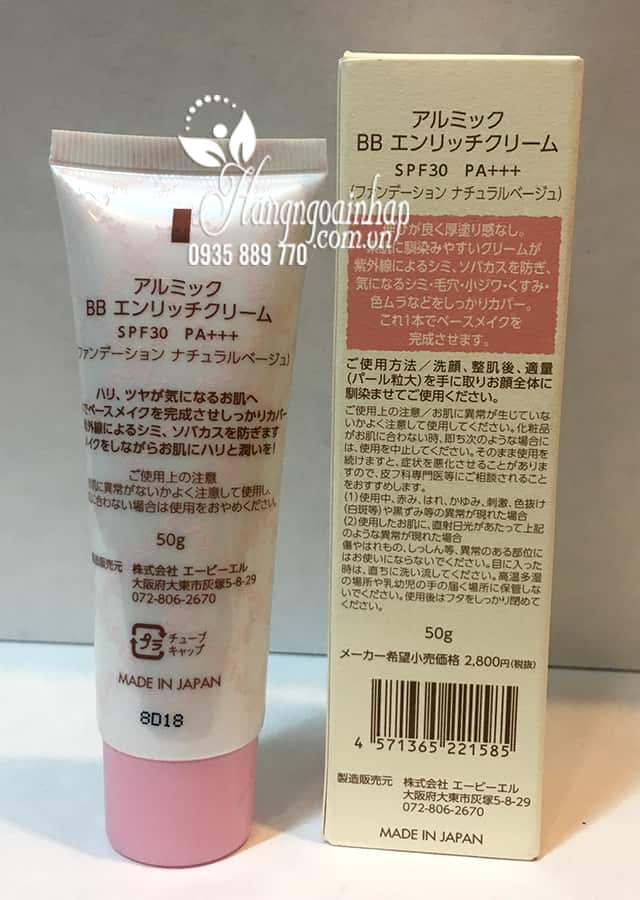 Hangngoainhap
.com.vn
0935 889 770
アルミック
BB エンリッチクリーム
SPF30 PA+++
ファンデーション ナチュラルベージュ)
ハリ、ツヤが気になるお肌へ
でベースメイクを完成させしっかりカバー
外線によるシミ、ソバカスを防ぎます
イクをしながらお肌にハリと潤いを!
ご使用上の注意
に異常がないかよく注意して使用し、
に合わない場合は使用をおやめください。
50g
製造販売元 株式会社 エーピーエル
大阪府大東市灰塚5-8-29
072-806-2670
プラ
チューブ
キャップ
MADE IN JAPAN
8D18
アルミック
BB エンリッチクリーム
SPF30 PA+++
(ファンデーション ナチュラルベージュ)
が良く厚塗り感なし。
に馴染みやすいクリームが
紫外線によるシミ、ソバカスを防ぎ、
気になるシミ・毛穴・小ジワ・くすみ・
色ムラなどをしっかりカバー。
これ1本でベースメイクを
完成させます。
ご使用方法/洗顔、整肌後、適量
(パール粒大)を手に取りお顔全体に
馴染ませてご使用ください。
ご使用上の注意/お肌に異常が生じていな
いかよく注意して使用してください。化粧品
がお肌に合わない時、即ち次のような場合に
は、使用を中止してください。そのまま使用を
続けますと、症状を悪化させることがありま
すので、皮フ科専門医等にご相談されること
をおすすめします。
(1)使用中、赤み、はれ、かゆみ、刺激、色抜け
(白斑等)や黒ずみ等の異常が現れた場合
(2)使用したお肌に、直射日光があたって上記
のような異常が現れた場合
傷やはれもの、しっしん等、異常のある部位に
はお使いにならないでください。目に入った
時は、直ちに洗い流してください。高温多湿
の場所や乳幼児の手の届く場所に保管しな
いでください。使用後はフタをしっかり閉めて
ください。
50g
メーカー希望小売価格 2,800円(税抜)
4 571365 221585
製造販売元 株式会社 エーピーエル
大阪府大東市灰塚5-8-29
072-806-2670
MADE IN JAPAN